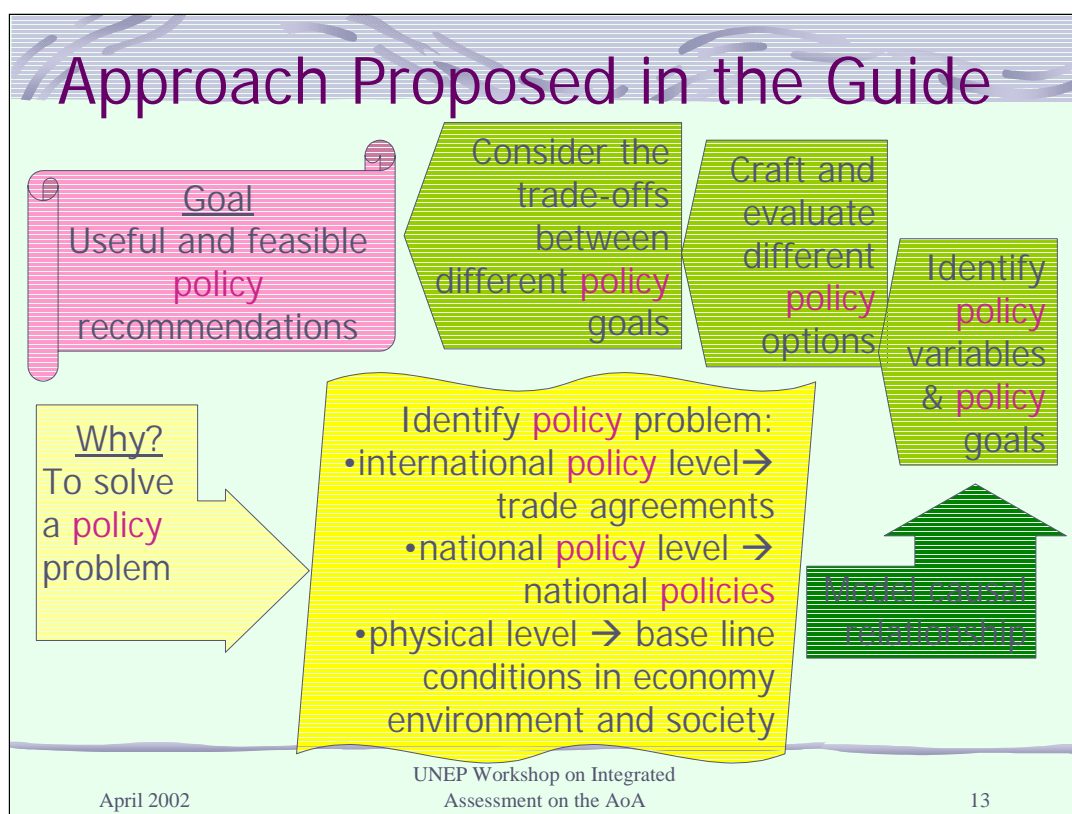 Approach Proposed in the Guide
Goal
Useful and feasible
policy
recommendations
Consider the
trade-offs
between
different policy
goals
Craft and
evaluate
different
policy
options
Identify
policy
variables
& policy
goals
Why?
To solve
a policy
problem
Identify policy problem:
•international policy level→
trade agreements
•national policy level →
national policies
•physical level → base line
conditions in economy
environment and society
Model causal
relationship
April 2002
UNEP Workshop on Integrated
Assessment on the AoA
13